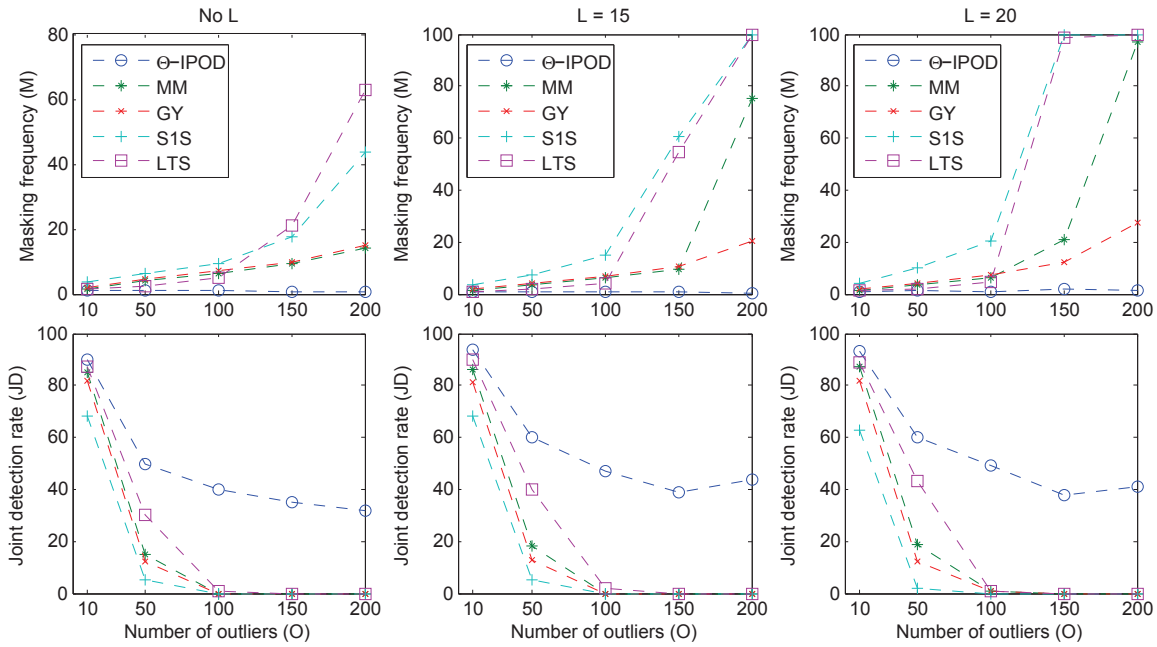 No L
Masking frequency (M)
80
60
40
20
0
Θ−IPOD
MM
GY
S1S
LTS
10 50 100 150 200
L = 15
Masking frequency (M)
100
80
60
40
20
0
Θ−IPOD
MM
GY
S1S
LTS
10 50 100 150 200
L = 20
Masking frequency (M)
100
80
60
40
20
0
Θ−IPOD
MM
GY
S1S
LTS
10 50 100 150 200
Joint detection rate (JD)
100
80
60
40
20
0
10 50 100 150 200
Number of outliers (O)
Joint detection rate (JD)
100
80
60
40
20
0
10 50 100 150 200
Number of outliers (O)
Joint detection rate (JD)
100
80
60
40
20
0
10 50 100 150 200
Number of outliers (O)